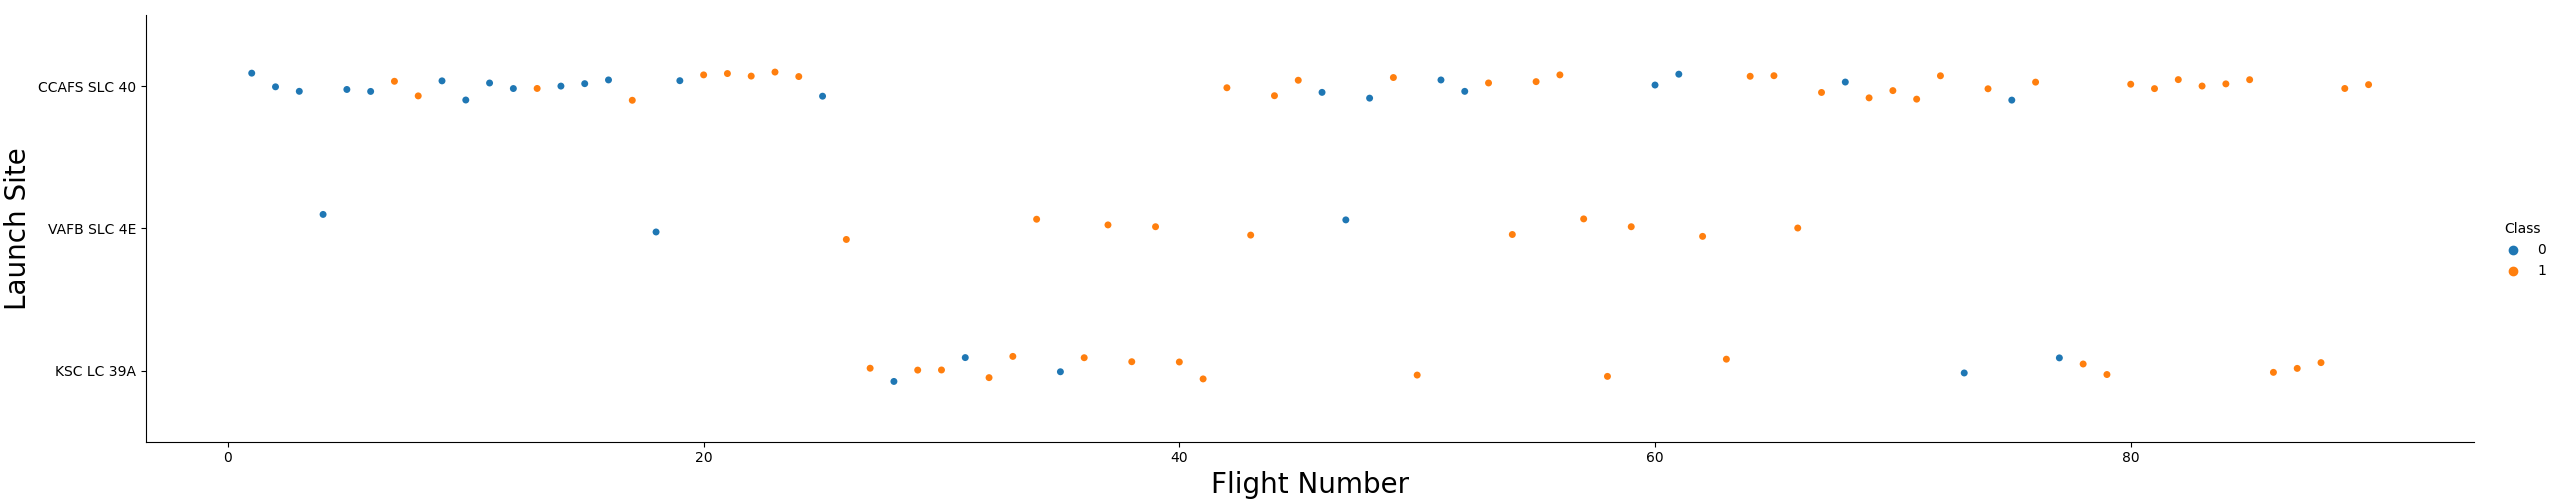 Launch Site
CCAFS SLC 40
VAFB SLC 4E
KSC LC 39A
0
20
40
60
80
Flight Number
Class
0
1